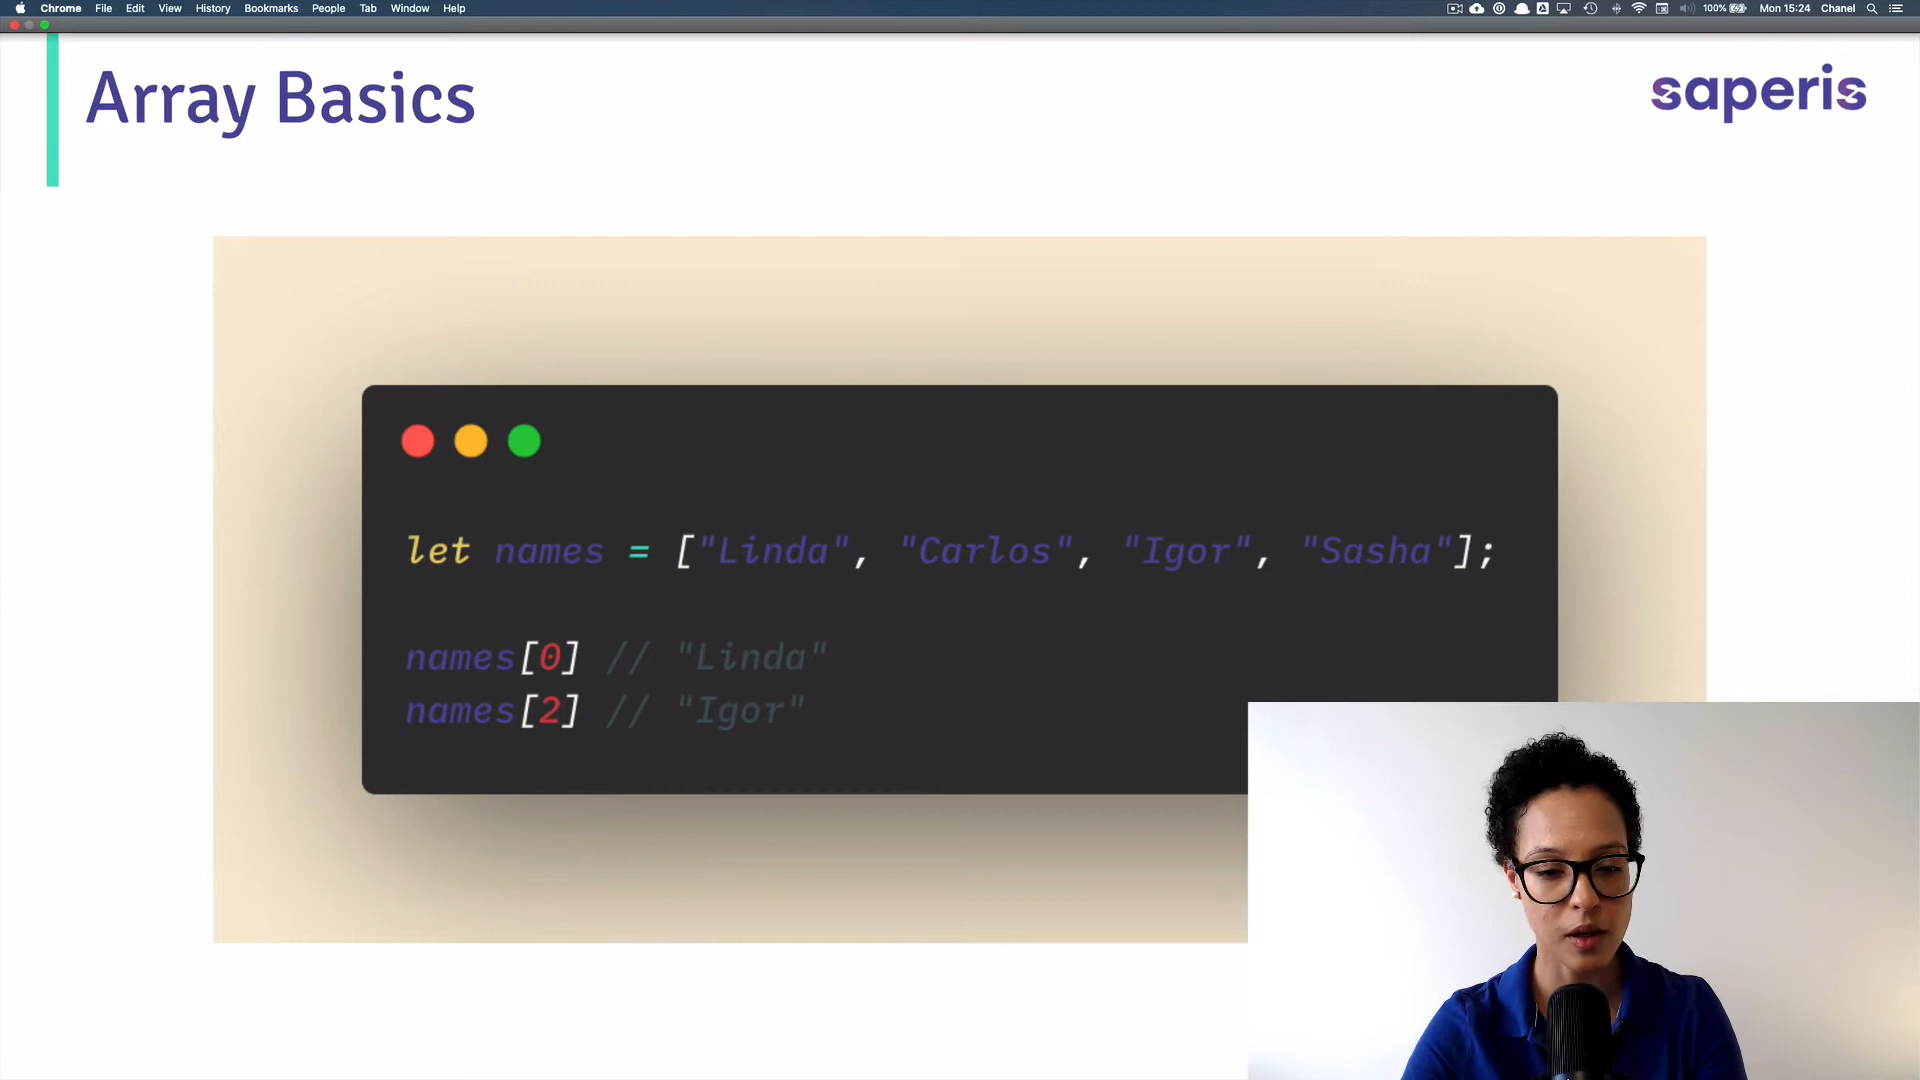 Chrome File Edit View History Bookmarks People Tab Window Help 100% Mon 15:24 Chanel
Array Basics
saperis
let names = ["Linda", "Carlos", "Igor", "Sasha"];
names[0] // "Linda"
names[2] // "Igor"